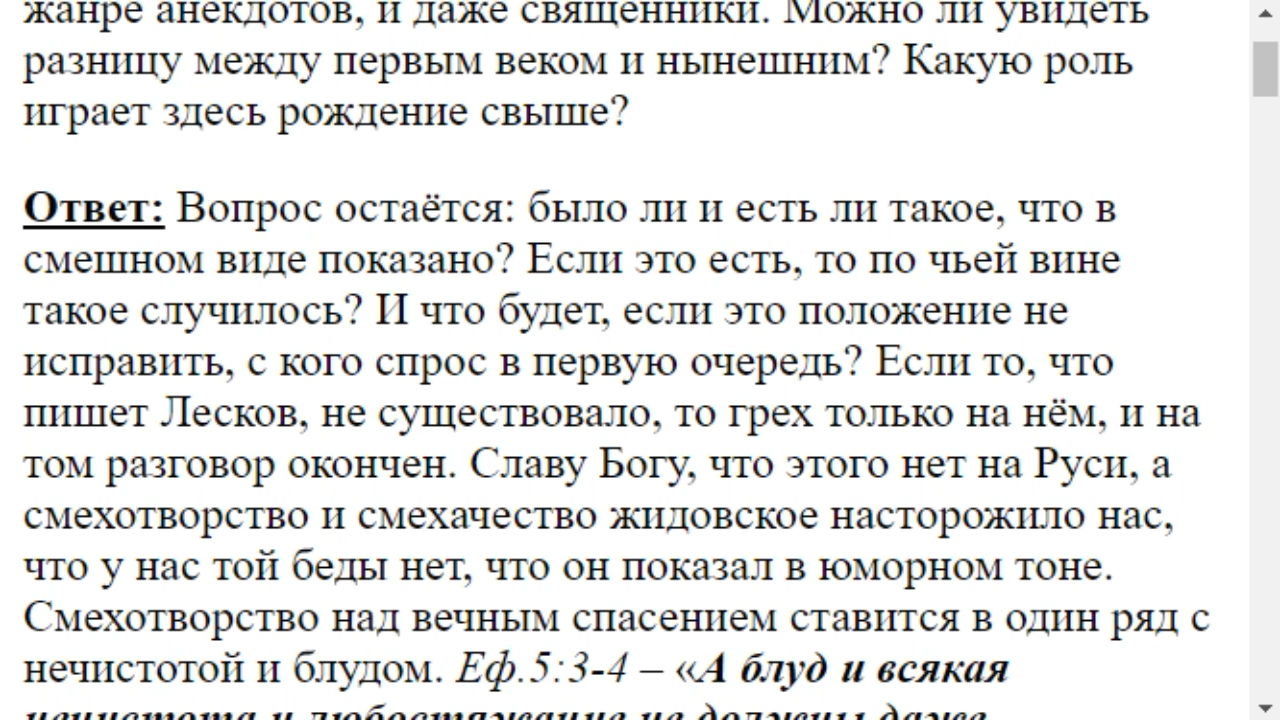 жанре анекдотов, и даже священники. Можно ли увидеть
разницу между первым веком и нынешним? Какую роль
играет здесь рождение свыше?
Ответ: Вопрос остаётся: было ли и есть ли такое, что в
смешном виде показано? Если это есть, то по чьей вине
такое случилось? И что будет, если это положение не
исправить, с кого спрос в первую очередь? Если то, что
пишет Лесков, не существовало, то грех только на нём, и на
том разговор окончен. Славу Богу, что этого нет на Руси, а
смехотворство и смехачество жидовское насторожило нас,
что у нас той беды нет, что он показал в юморном тоне.
Смехотворство над вечным спасением ставится в один ряд с
нечистотой и блудом. Еф.5:3-4 – «А блуд и всякая
нечистота и любостяжание не должны даже